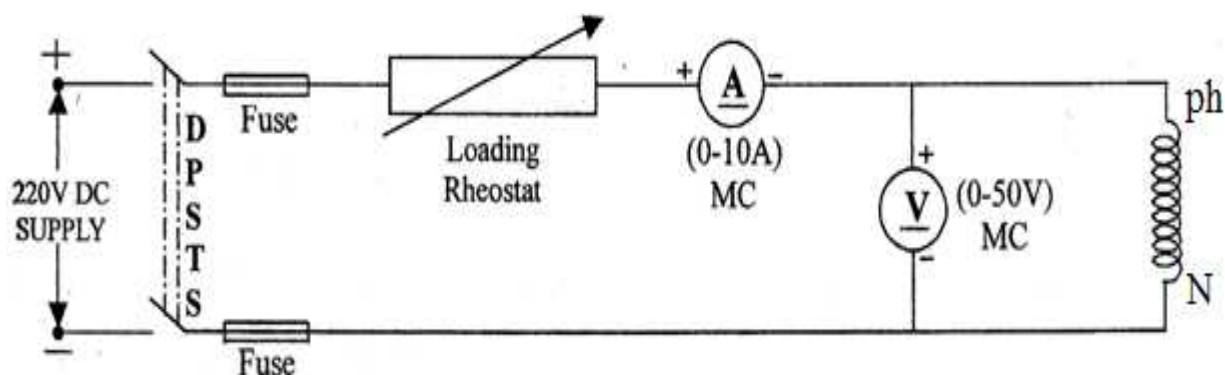 +
220V DC
SUPPLY
−
D
P
S
T
S
Fuse
Fuse
Loading
Rheostat
+ A −
(0-10A)
MC
+
V
−
(0-50V)
MC
ph
N